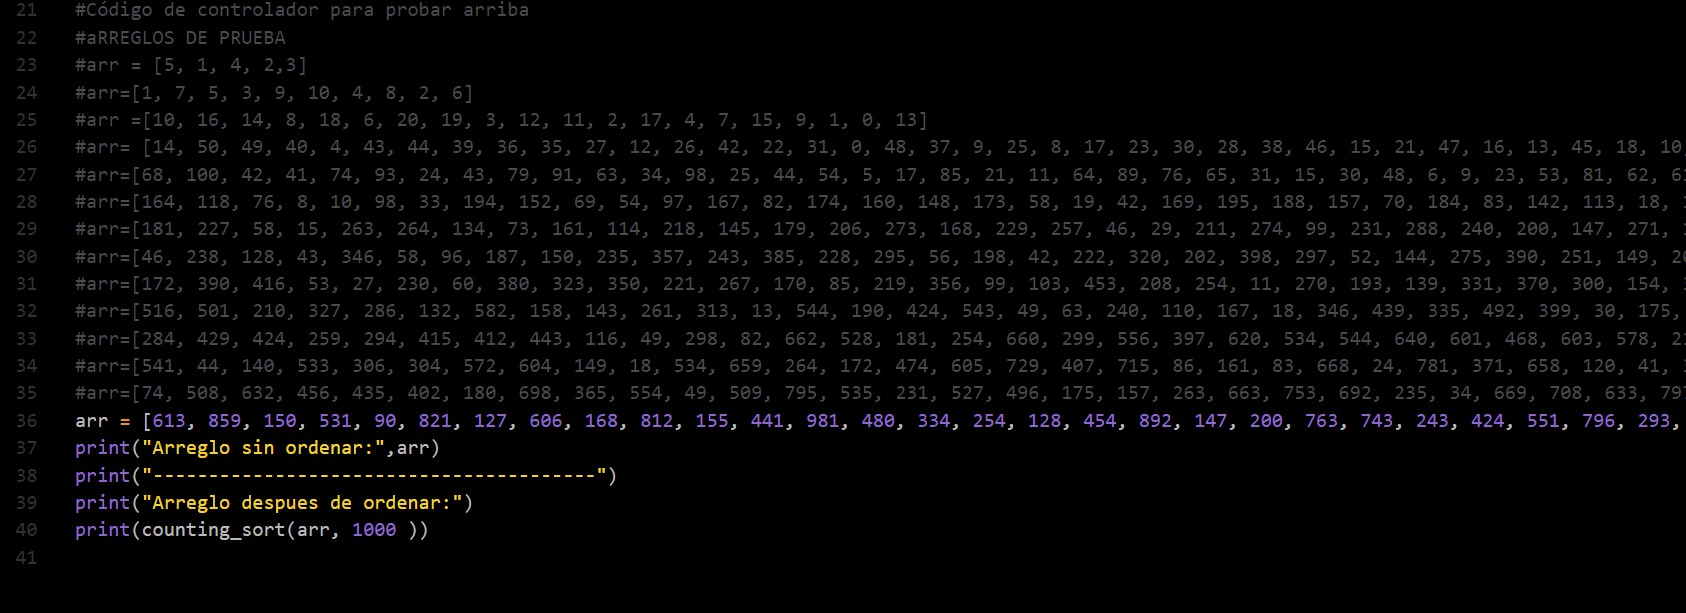 21 #Código de controlador para probar arriba
22 #aRREGLOS DE PRUEBA
23 #arr = [5, 1, 4, 2,3]
24 #arr=[1, 7, 5, 3, 9, 10, 4, 8, 2, 6]
25 #arr =[10, 16, 14, 8, 18, 6, 20, 19, 3, 12, 11, 2, 17, 4, 7, 15, 9, 1, 0, 13]
26 #arr= [14, 50, 49, 40, 4, 43, 44, 39, 36, 35, 27, 12, 26, 42, 22, 31, 0, 48, 37, 9, 25, 8, 17, 23, 30, 28, 38, 46, 15, 21, 47, 16, 13, 45, 18, 10
27 #arr=[68, 100, 42, 41, 74, 93, 24, 43, 79, 91, 63, 34, 98, 25, 44, 54, 5, 17, 85, 21, 11, 64, 89, 76, 65, 31, 15, 30, 48, 6, 9, 23, 53, 81, 62,
28 #arr=[164, 118, 76, 8, 10, 98, 33, 194, 152, 69, 54, 97, 167, 82, 174, 160, 148, 173, 58, 19, 42, 169, 195, 188, 157, 70, 184, 83, 142, 113, 18,
29 #arr=[181, 227, 58, 15, 263, 264, 134, 73, 161, 114, 218, 145, 179, 206, 273, 168, 229, 257, 46, 29, 211, 274, 99, 231, 288, 240, 200, 147, 271,
30 #arr=[46, 238, 128, 43, 346, 58, 96, 187, 150, 235, 357, 243, 385, 228, 295, 56, 198, 42, 222, 320, 202, 398, 297, 52, 144, 275, 390, 251, 149,
31 #arr=[172, 390, 416, 53, 27, 230, 60, 380, 323, 350, 221, 267, 170, 85, 219, 356, 99, 103, 453, 208, 254, 11, 270, 193, 139, 331, 370, 300, 154,
32 #arr=[516, 501, 210, 327, 286, 132, 582, 158, 143, 261, 313, 13, 544, 190, 424, 543, 49, 63, 240, 110, 167, 18, 346, 439, 335, 492, 399, 30, 175,
33 #arr=[284, 429, 424, 259, 294, 415, 412, 443, 116, 49, 298, 82, 662, 528, 181, 254, 660, 299, 556, 397, 620, 534, 544, 640, 601, 468, 603, 578,
34 #arr=[541, 44, 140, 533, 306, 304, 572, 604, 149, 18, 534, 659, 264, 172, 474, 605, 729, 407, 715, 86, 161, 83, 668, 24, 781, 371, 658, 120, 41,
35 #arr=[74, 508, 632, 456, 435, 402, 180, 698, 365, 554, 49, 509, 795, 535, 231, 527, 496, 175, 157, 263, 663, 753, 692, 235, 34, 669, 708, 633, 797
36 arr = [613, 859, 150, 531, 90, 821, 127, 606, 168, 812, 155, 441, 981, 480, 334, 254, 128, 454, 892, 147, 200, 763, 743, 243, 424, 551, 796, 293,
37 print("Arreglo sin ordenar:",arr)
38 print("----------------------------------------")
39 print("Arreglo despues de ordenar:")
40 print(counting_sort(arr, 1000 ))
41